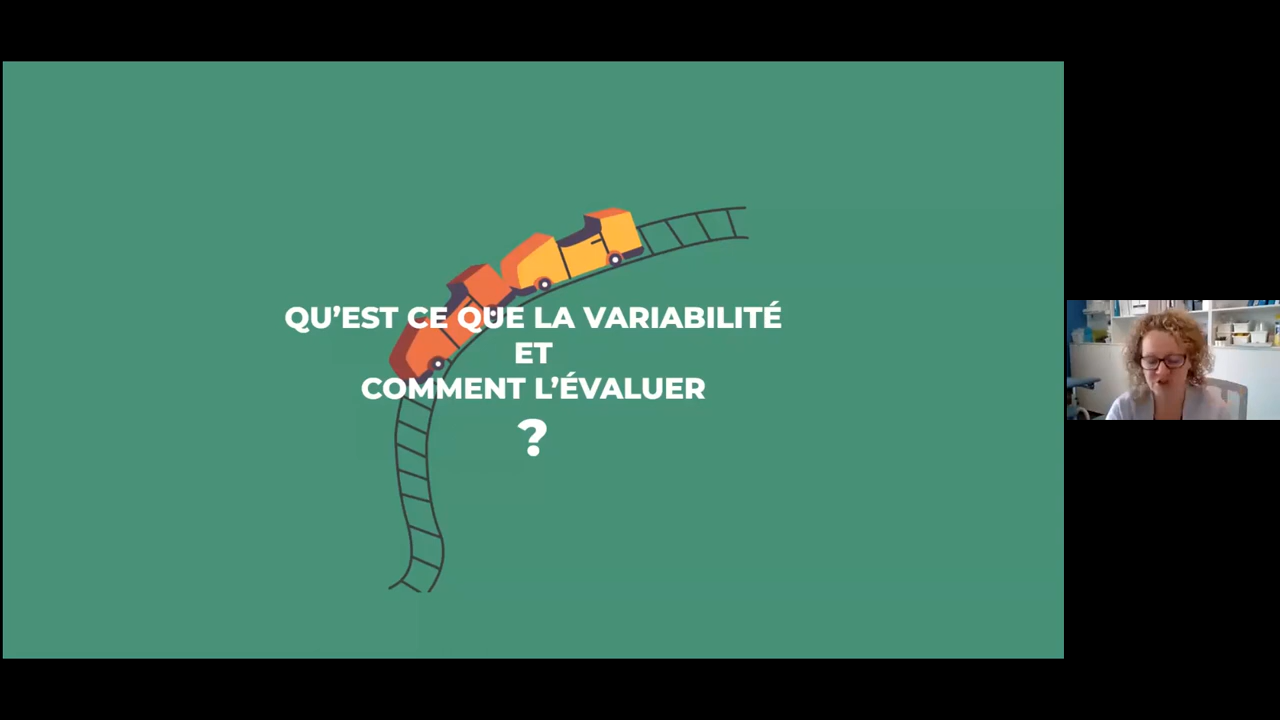 QU’EST CE QUE LA VARIABILITÉ
ET
COMMENT L’ÉVALUER
?